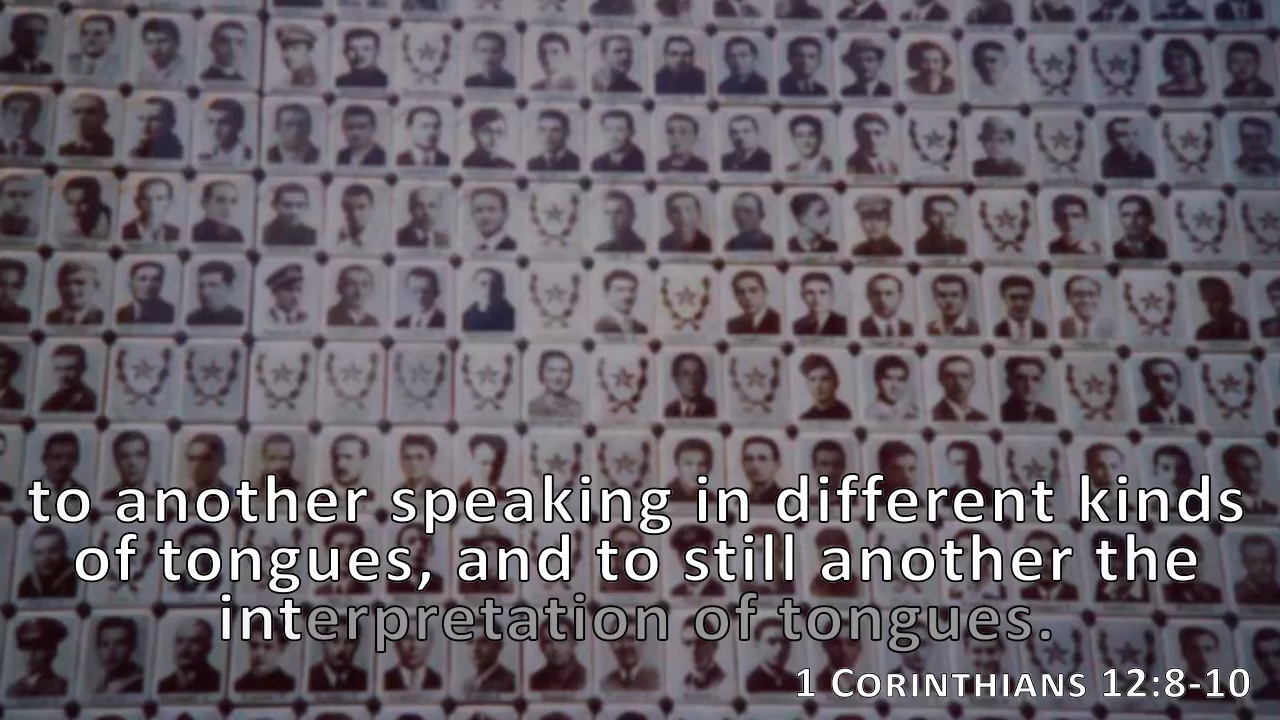 to another speaking in different kinds
of tongues, and to still another the
interpretation of tongues.
1 CORINTHIANS 12:8-10